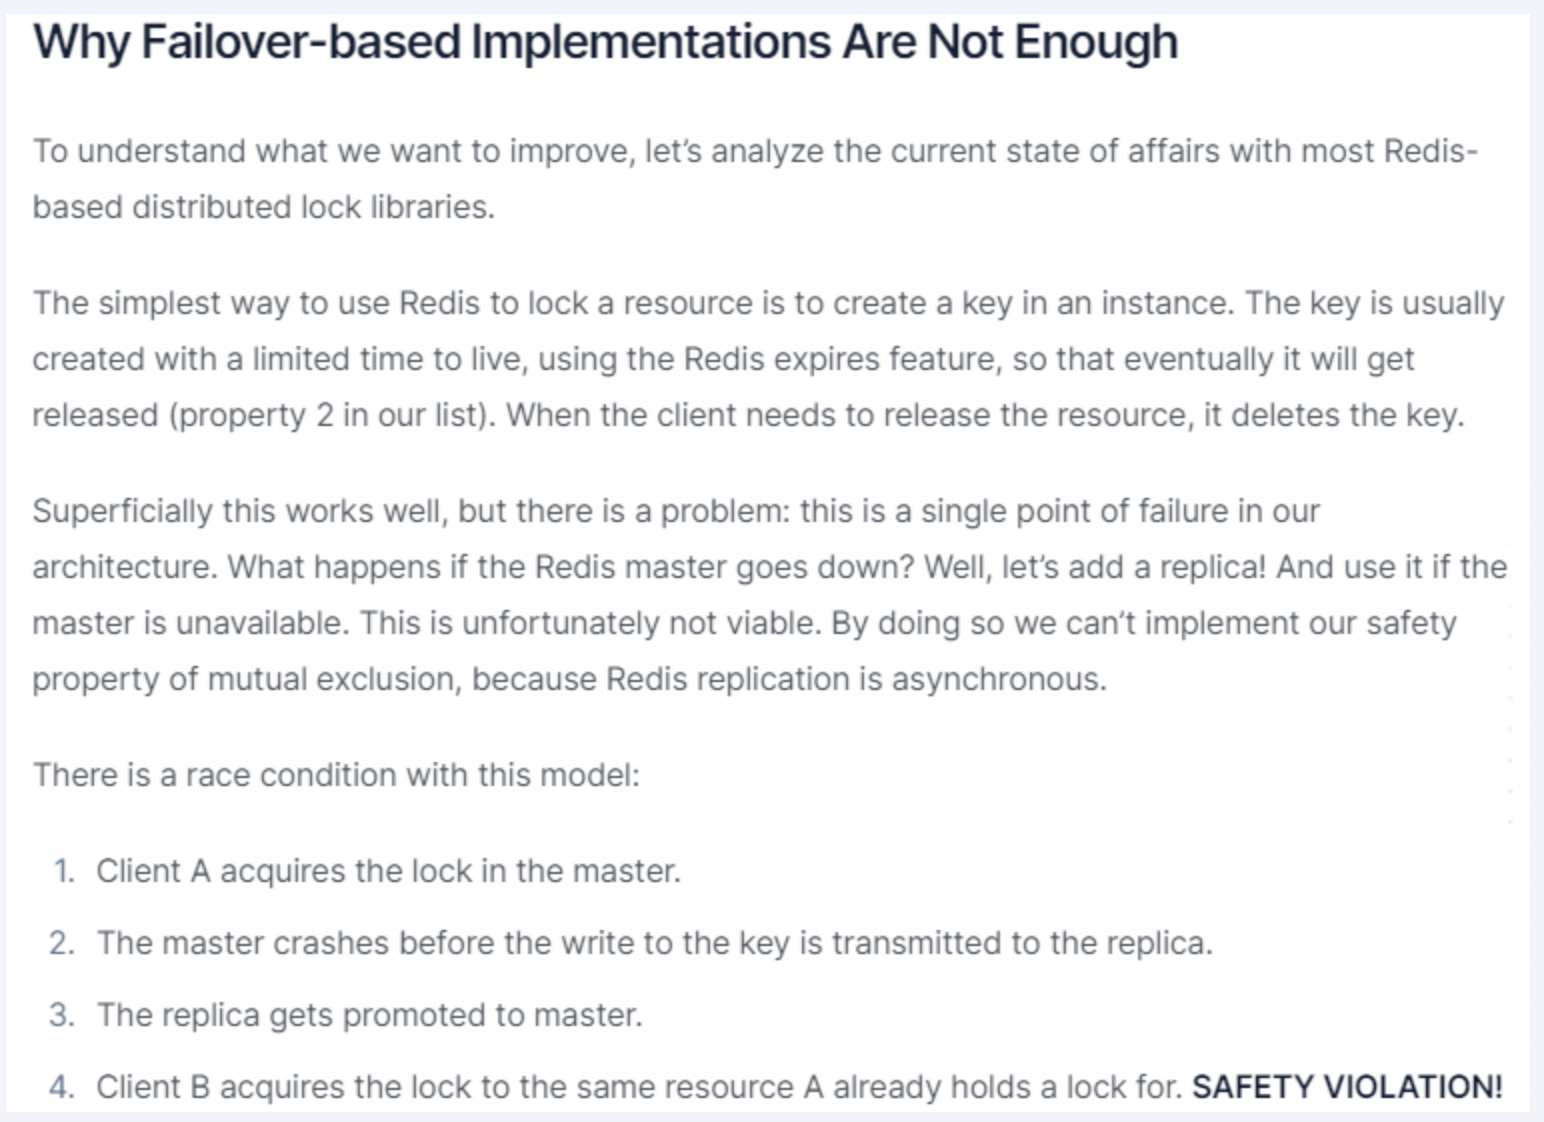 Why Failover-based Implementations Are Not Enough
To understand what we want to improve, let’s analyze the current state of affairs with most Redis-
based distributed lock libraries.
The simplest way to use Redis to lock a resource is to create a key in an instance. The key is usually
created with a limited time to live, using the Redis expires feature, so that eventually it will get
released (property 2 in our list). When the client needs to release the resource, it deletes the key.
Superficially this works well, but there is a problem: this is a single point of failure in our
architecture. What happens if the Redis master goes down? Well, let’s add a replica! And use it if the
master is unavailable. This is unfortunately not viable. By doing so we can’t implement our safety
property of mutual exclusion, because Redis replication is asynchronous.
There is a race condition with this model:
1. Client A acquires the lock in the master.
2. The master crashes before the write to the key is transmitted to the replica.
3. The replica gets promoted to master.
4. Client B acquires the lock to the same resource A already holds a lock for. SAFETY VIOLATION!